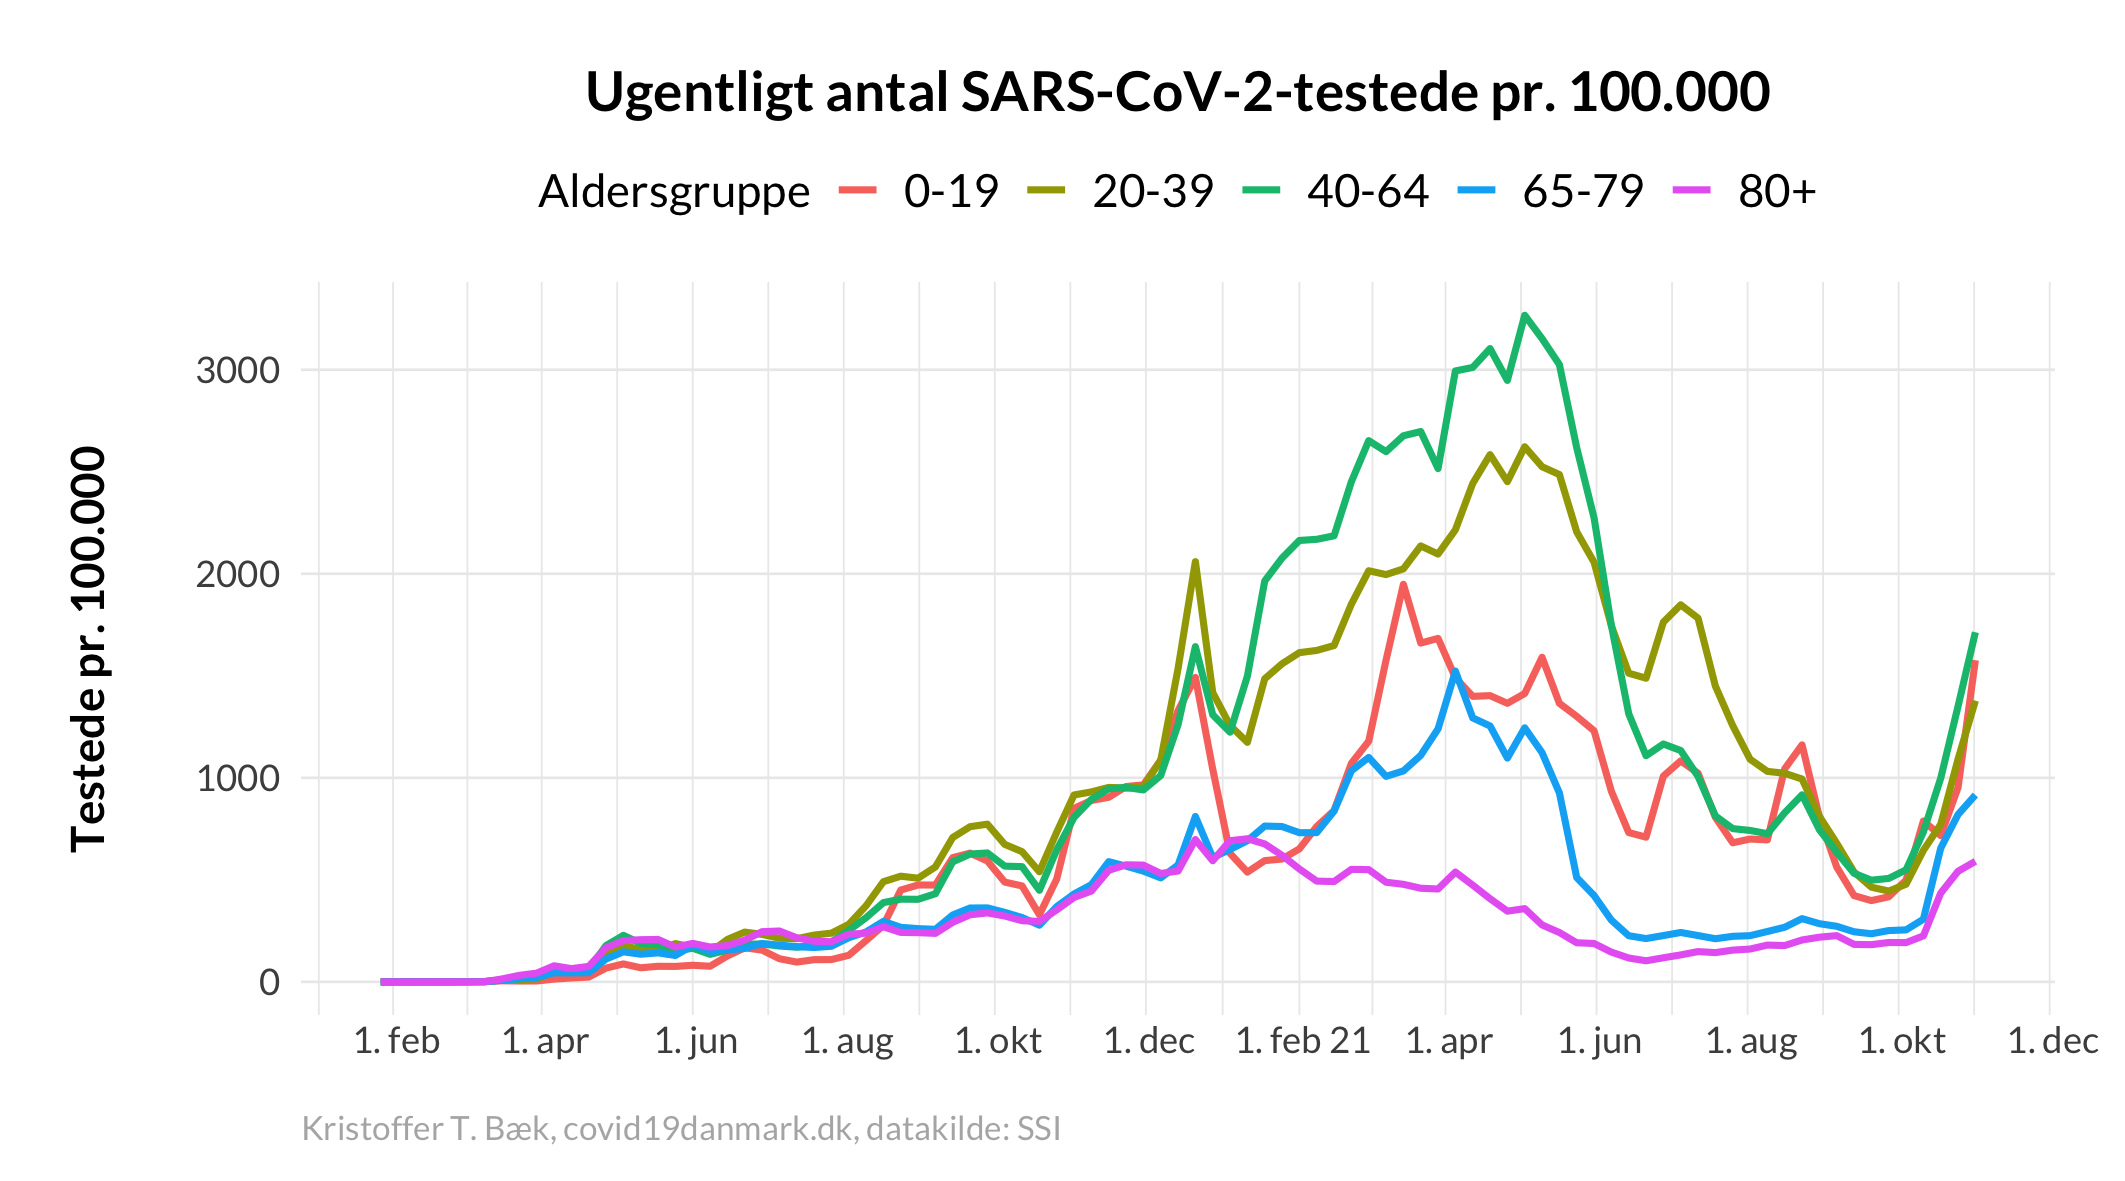 Ugentligt antal SARS-CoV-2-testede pr. 100.000
Aldersgruppe 0-19 20-39 40-64 65-79 80+
Testede pr. 100.000
3000
2000
1000
0
1. feb 1. apr 1. jun 1. aug 1. okt 1. dec 1. feb 21 1. apr 1. jun 1. aug 1. okt 1. dec
Kristoffer T. Bæk, covid19danmark.dk, datakilde: SSI